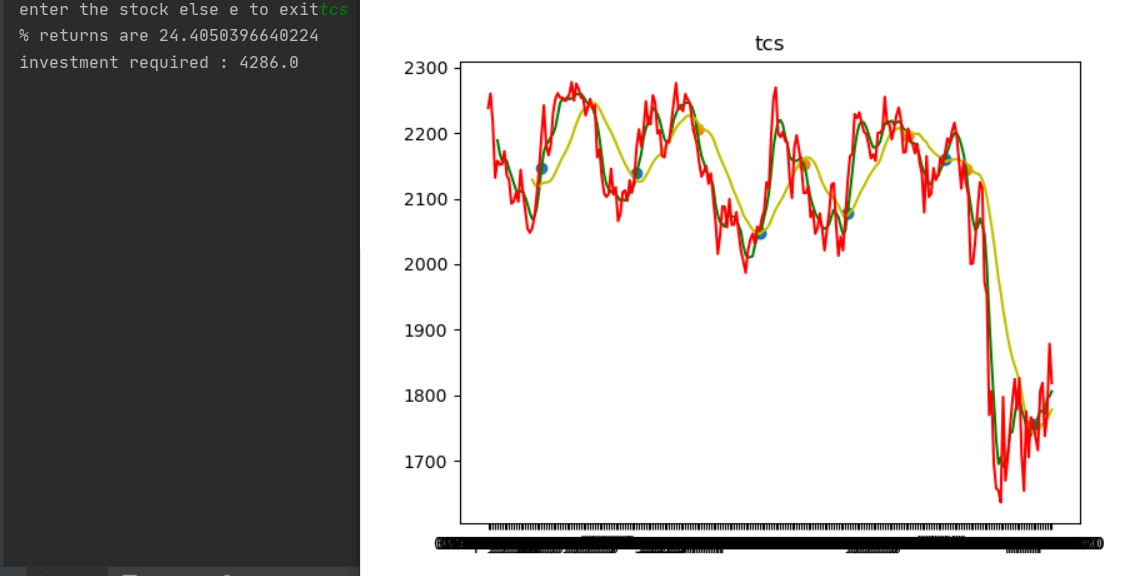 enter the stock else e to exittcs
% returns are 24.4050396640224
investment required : 4286.0
tcs
2300
2200
2100
2000
1900
1800
1700